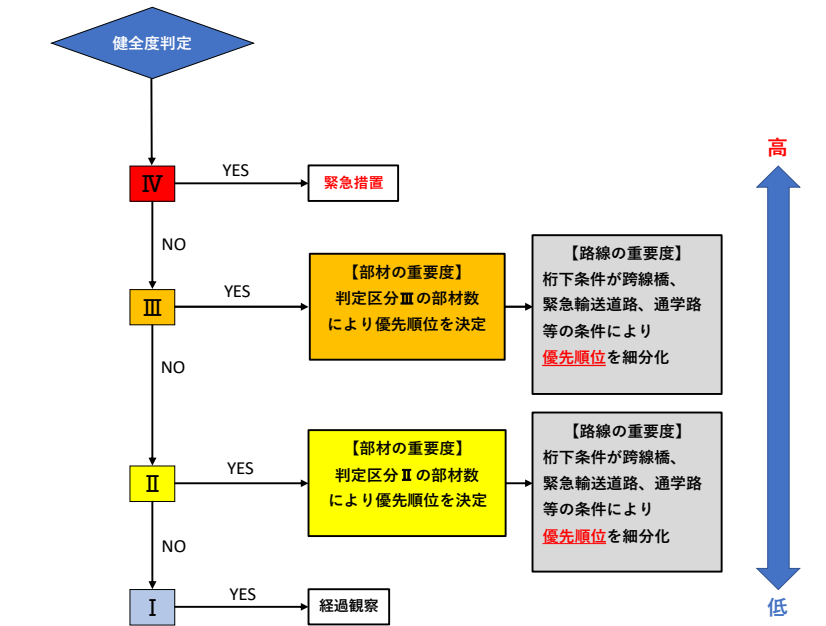 健全度判定
高
Ⅳ
YES
緊急措置
NO
Ⅲ
YES
【部材の重要度】
判定区分Ⅲの部材数
により優先順位を決定
【路線の重要度】
桁下条件が跨線橋、
緊急輸送道路、通学路
等の条件により
優先順位を細分化
NO
Ⅱ
YES
【部材の重要度】
判定区分Ⅱの部材数
により優先順位を決定
【路線の重要度】
桁下条件が跨線橋、
緊急輸送道路、通学路
等の条件により
優先順位を細分化
NO
Ⅰ
YES
経過観察
低